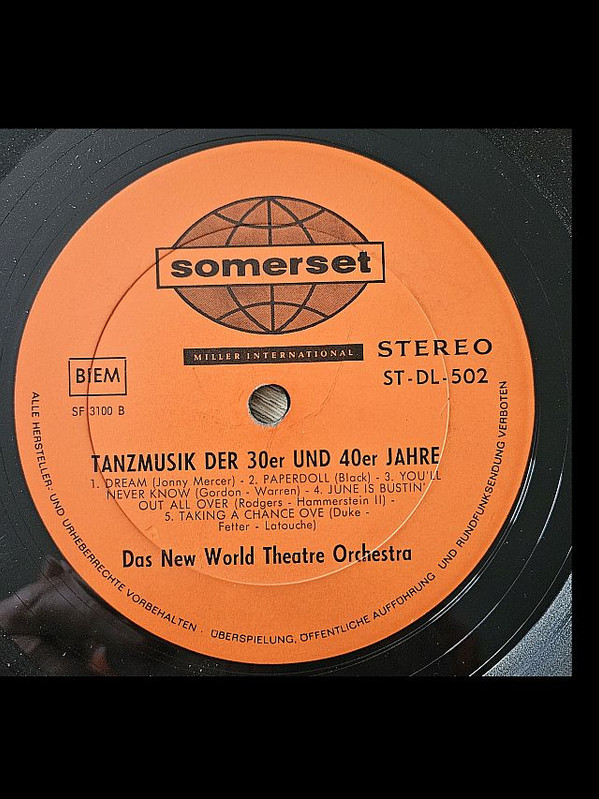 somerset
MILLER INTERNATIONAL
STEREO
ST-DL-502
BIEM
SF 3100 B
TANZMUSIK DER 30er UND 40er JAHRE
1. DREAM (Jonny Mercer) - 2. PAPERDOLL (Black) - 3. YOU'LL
NEVER KNOW (Gordon - Warren) - 4. JUNE IS BUSTIN'
OUT ALL OVER (Rodgers - Hammerstein II) -
5. TAKING A CHANCE OVE (Duke -
Fetter - Latouche)
Das New World Theatre Orchestra
ALLE HERSTELLER- UND URHEBERRECHTE VORBEHALTEN · ÜBERSPIELUNG, ÖFFENTLICHE AUFFÜHRUNG UND RUNDFUNKSENDUNG VERBOTEN